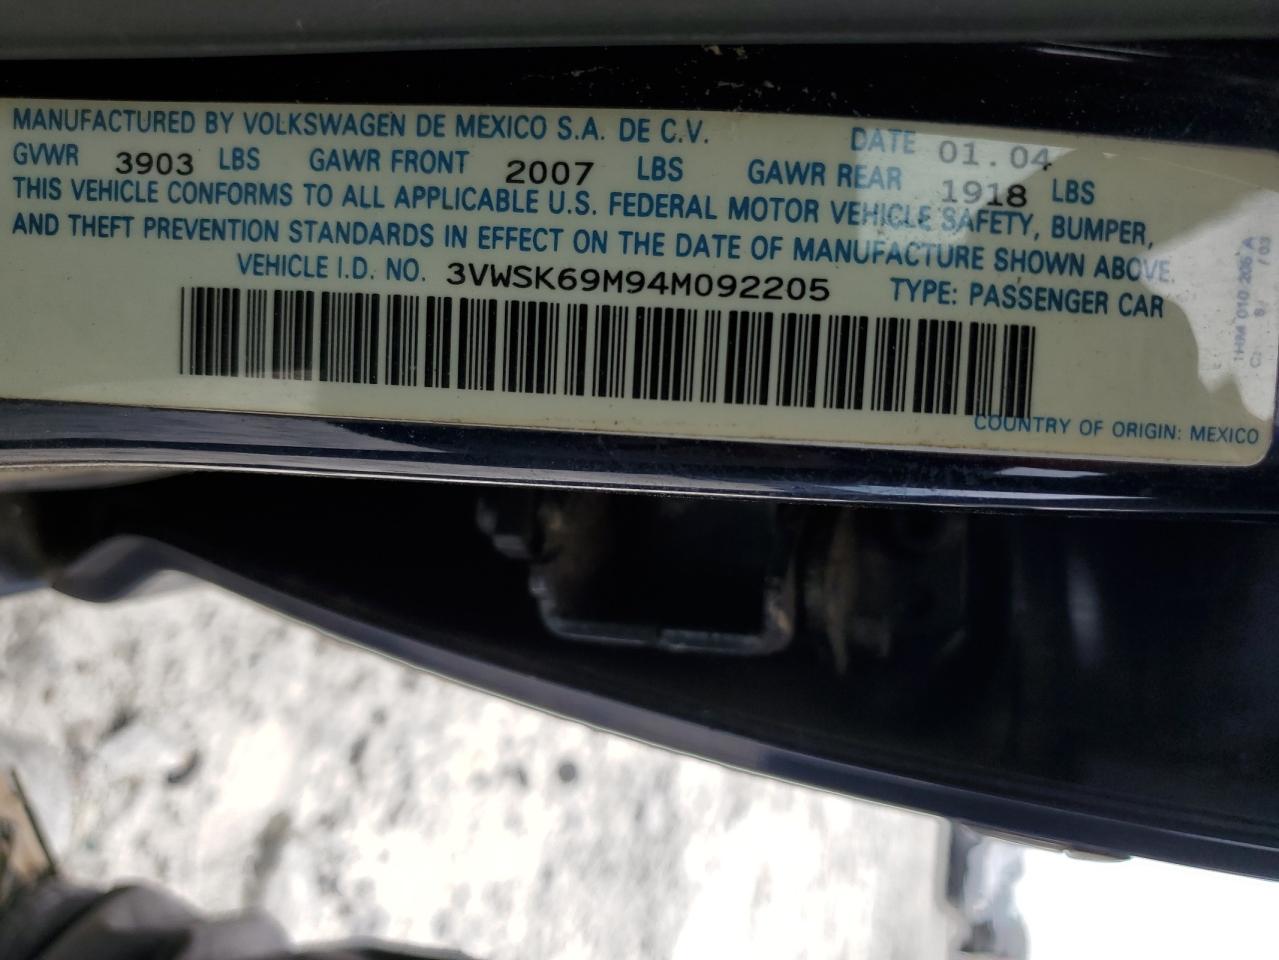 MANUFACTURED BY VOLKSWAGEN DE MEXICO S.A. DE C.V. DATE 01.04
GVWR 3903 LBS GAWR FRONT 2007 LBS GAWR REAR 1918 LBS
THIS VEHICLE CONFORMS TO ALL APPLICABLE U.S. FEDERAL MOTOR VEHICLE SAFETY, BUMPER,
AND THEFT PREVENTION STANDARDS IN EFFECT ON THE DATE OF MANUFACTURE SHOWN ABOVE.
VEHICLE I.D. NO. 3VWSK69M94M092205 TYPE: PASSENGER CAR
COUNTRY OF ORIGIN: MEXICO
010 205 A